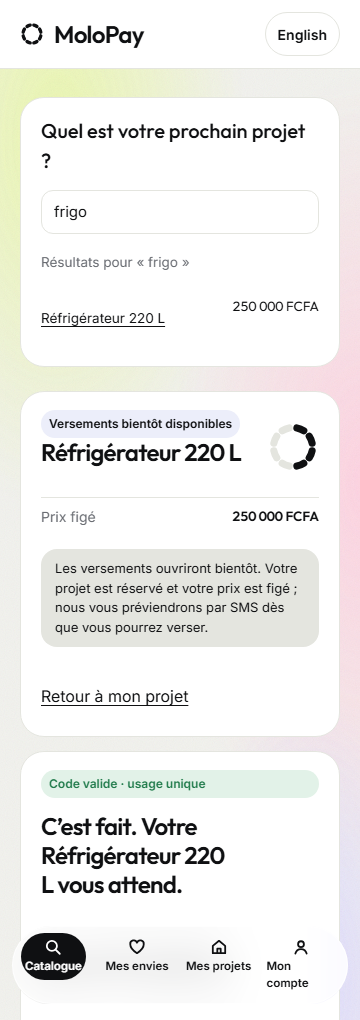 MoloPay
English
Quel est votre prochain projet
?
frigo
Résultats pour « frigo »
250 000 FCFA
Réfrigérateur 220 L
Versements bientôt disponibles
Réfrigérateur 220 L
Prix figé
250 000 FCFA
Les versements ouvriront bientôt. Votre
projet est réservé et votre prix est figé ;
nous vous préviendrons par SMS dès
que vous pourrez verser.
Retour à mon projet
Code valide · usage unique
C’est fait. Votre
Réfrigérateur 220
L vous attend.
Catalogue
Mes envies
Mes projets
Mon
compte